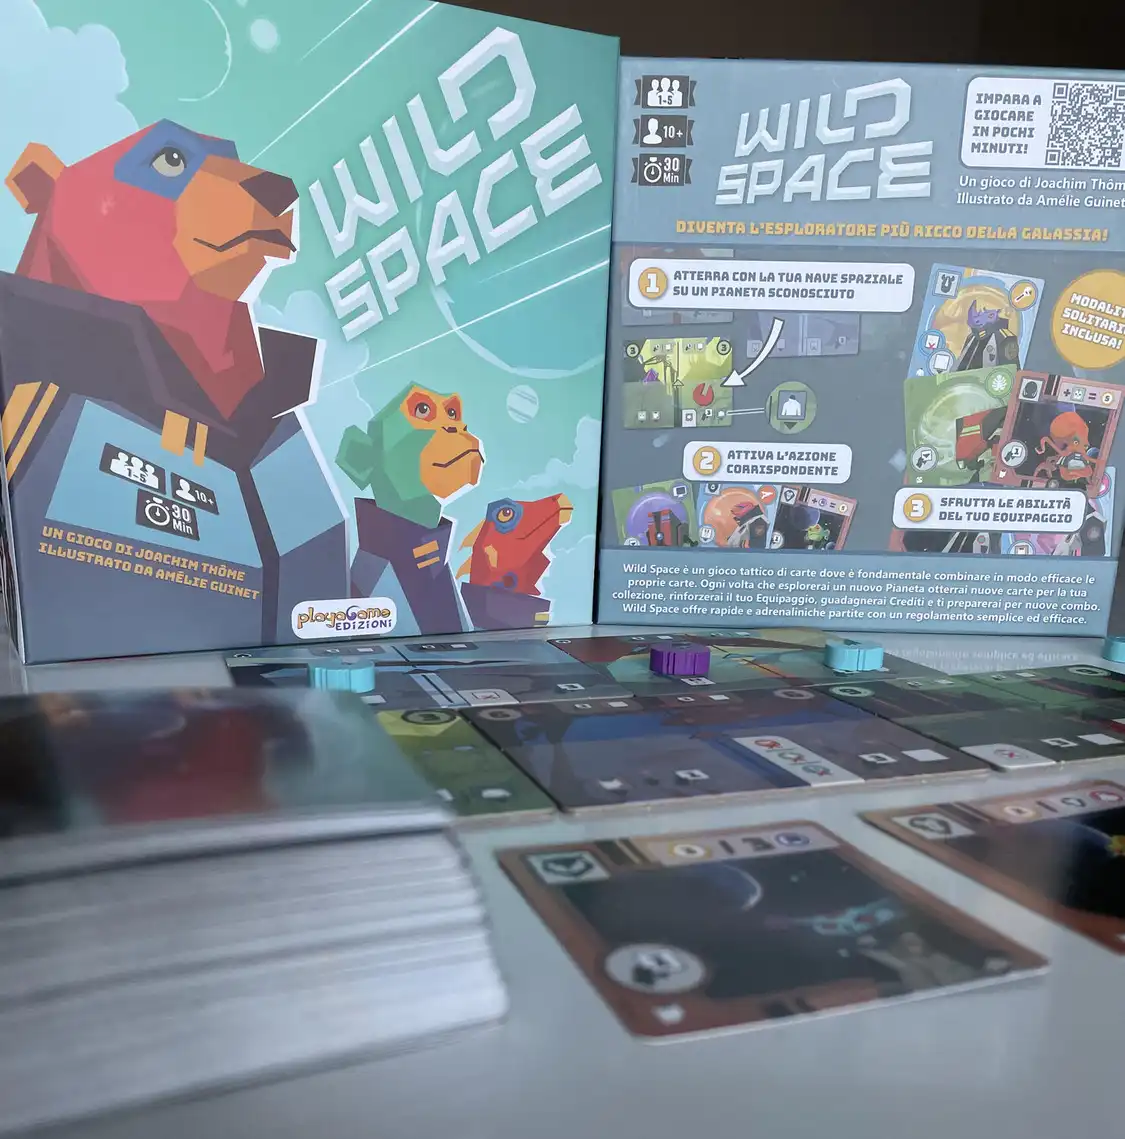 WILD
SPACE
1-5
10+
30
Min
UN GIOCO DI JOACHIM THÔME
ILLUSTRATO DA AMÉLIE GUINET
playaGame
EDIZIONI
1-5
10+
30
Min
WILD
SPACE
IMPARA A
GIOCARE
IN POCHI
MINUTI!
Un gioco di Joachim Thôm
Illustrato da Amélie Guinet
DIVENTA L'ESPLORATORE PIÙ RICCO DELLA GALASSIA!
1
ATTERRA CON LA TUA NAVE SPAZIALE
SU UN PIANETA SCONOSCIUTO
MODALIT
SOLITARI
INCLUSA!
3
3
2
ATTIVA L'AZIONE
CORRISPONDENTE
3
SFRUTTA LE ABILITÀ
DEL TUO EQUIPAGGIO
Wild Space è un gioco tattico di carte dove è fondamentale combinare in modo efficace le
proprie carte. Ogni volta che esplorerai un nuovo Pianeta otterrai nuove carte per la tua
collezione, rinforzerai il tuo Equipaggio, guadagnerai Crediti e ti preparerai per nuove combo.
Wild Space offre rapide e adrenaliniche partite con un regolamento semplice ed efficace.